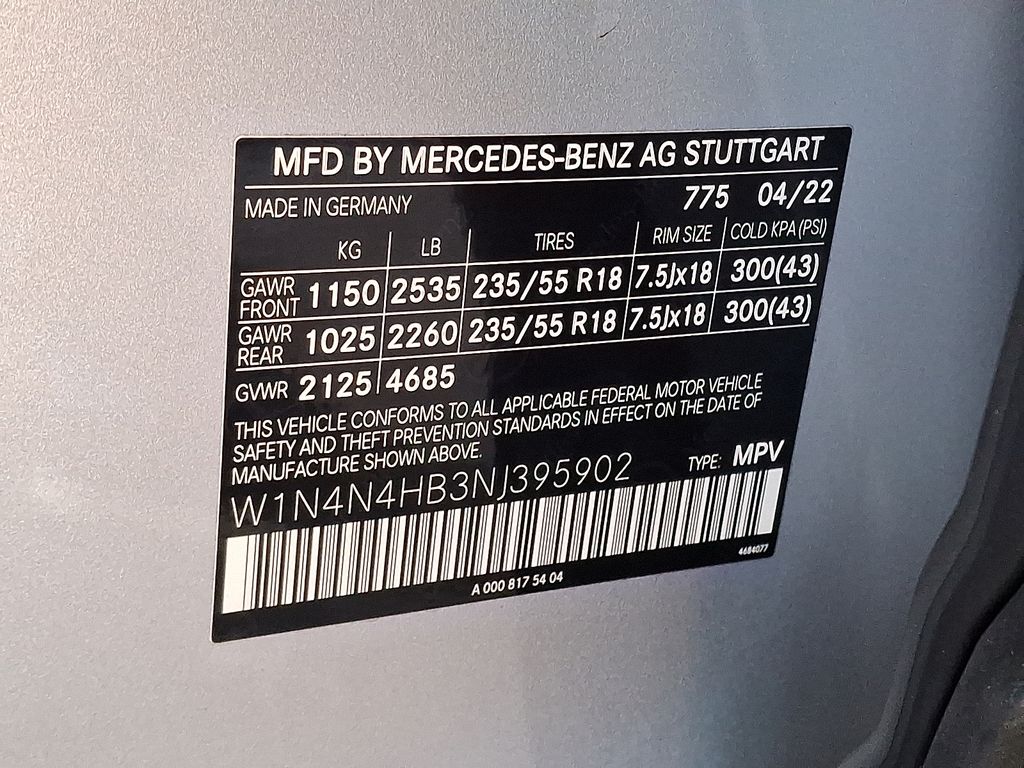 MFD BY MERCEDES-BENZ AG STUTTGART
MADE IN GERMANY 775 04/22
KG LB TIRES RIM SIZE COLD KPA (PSI)
GAWR FRONT 1150 2535 235/55 R18 7.5Jx18 300(43)
GAWR REAR 1025 2260 235/55 R18 7.5Jx18 300(43)
GVWR 2125 4685
THIS VEHICLE CONFORMS TO ALL APPLICABLE FEDERAL MOTOR VEHICLE
SAFETY AND THEFT PREVENTION STANDARDS IN EFFECT ON THE DATE OF
MANUFACTURE SHOWN ABOVE.
W1N4N4HB3NJ395902 TYPE: MPV
A 000 817 54 04 4684077